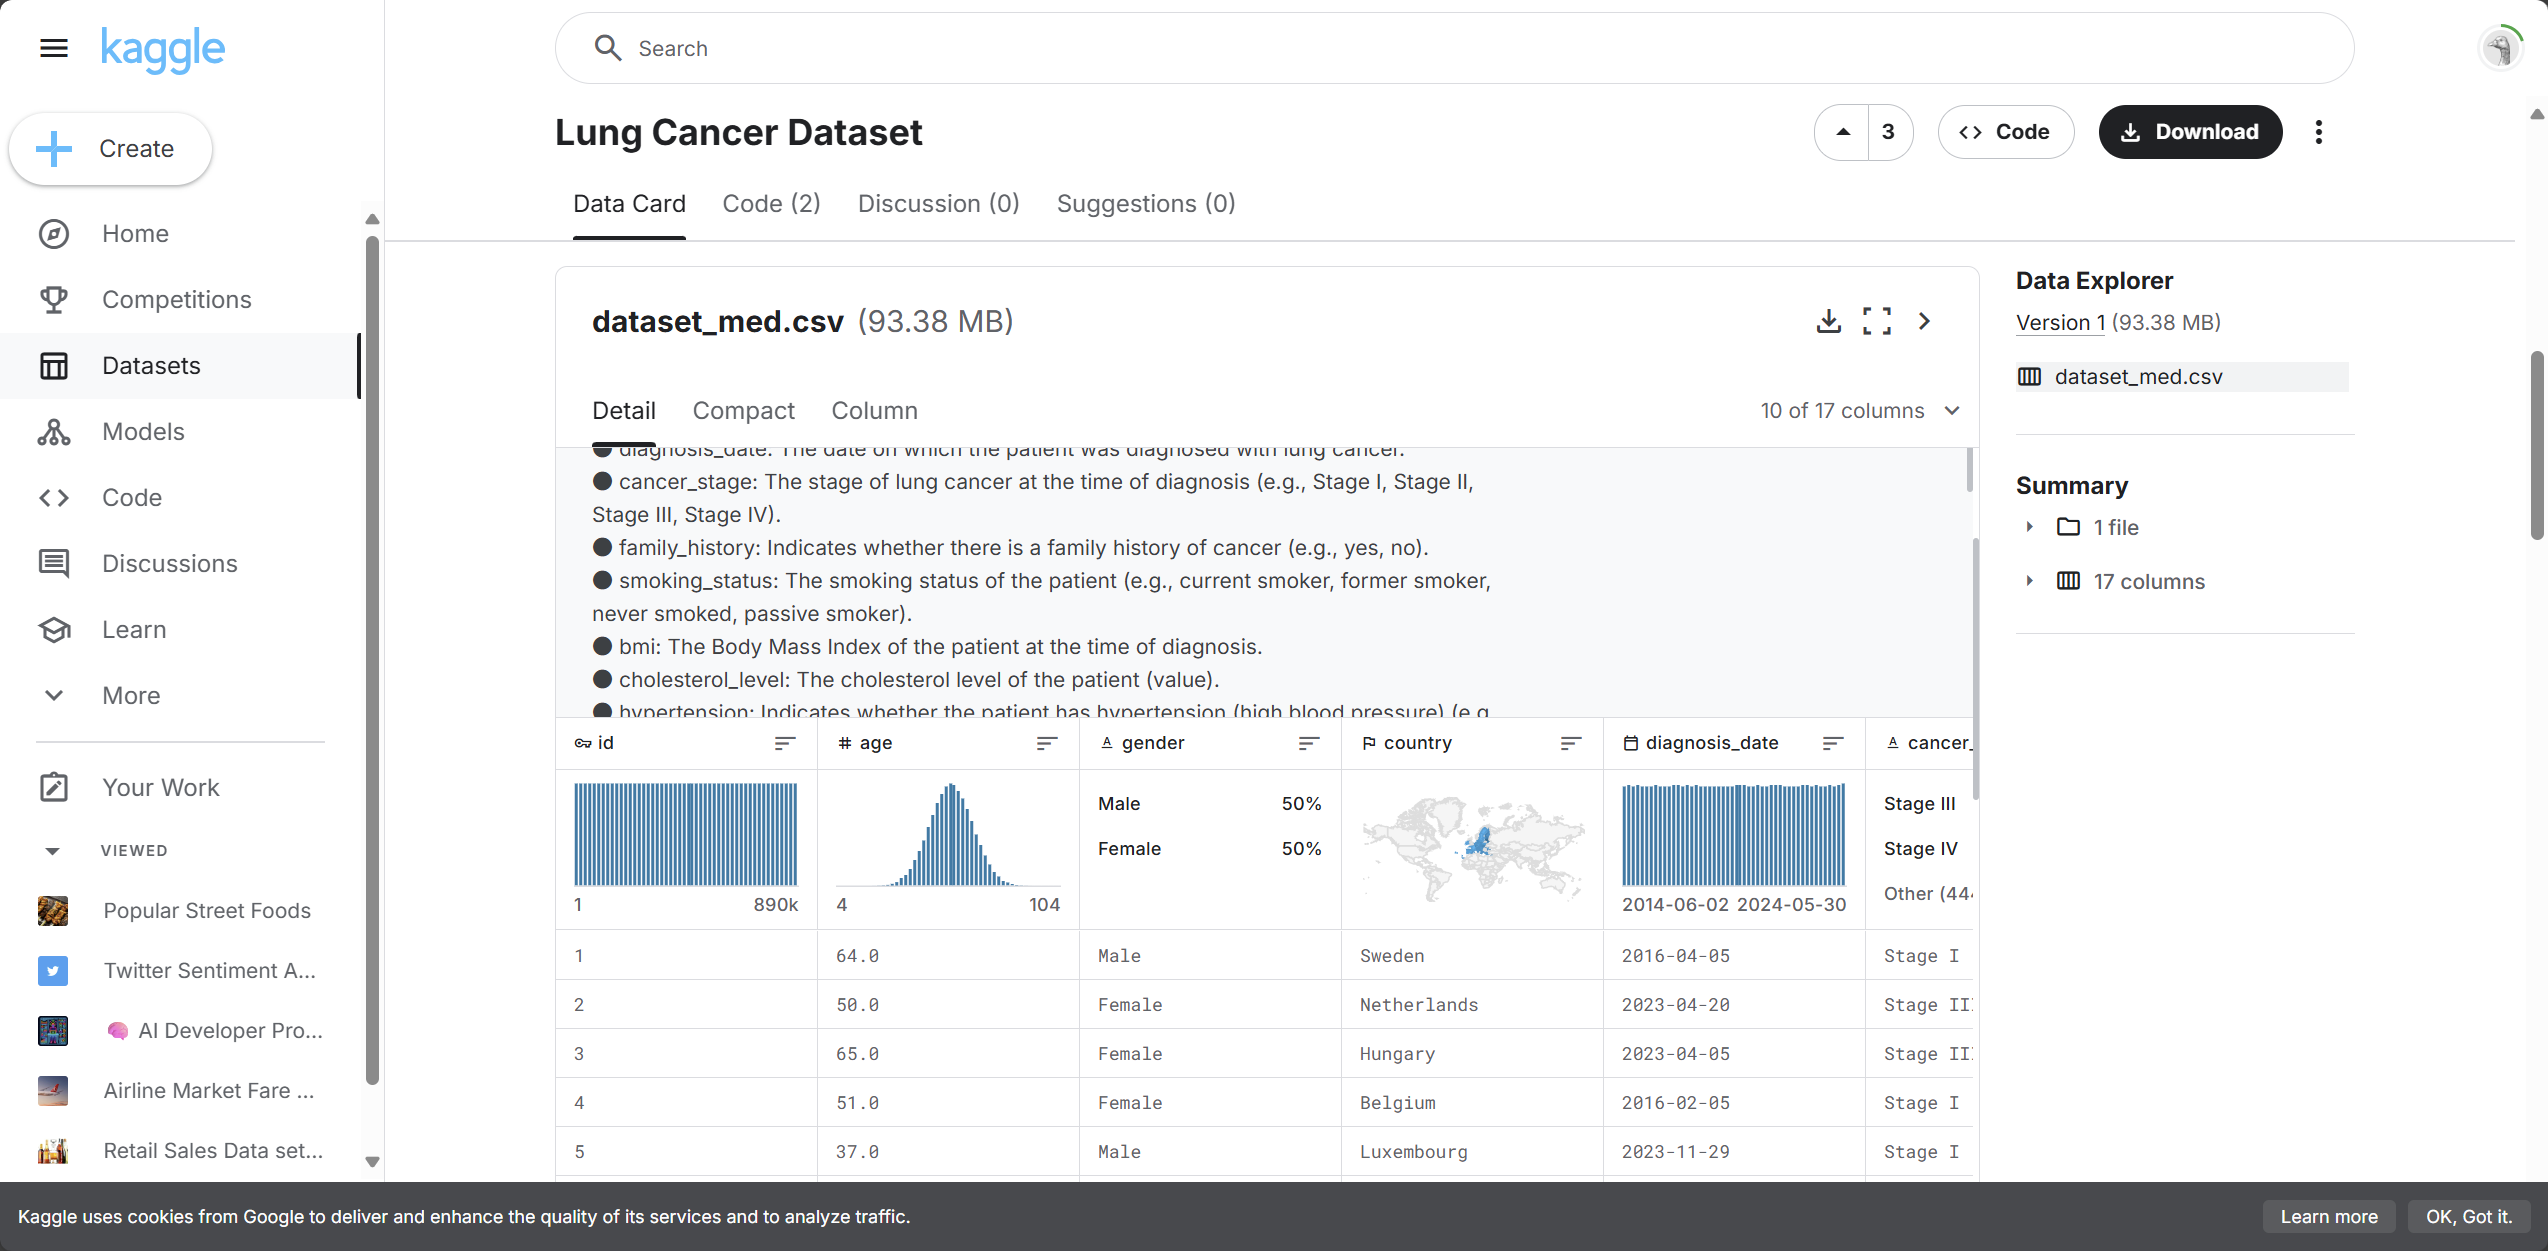 kaggle
Search
Create
Home
Competitions
Datasets
Models
Code
Discussions
Learn
More
Your Work
VIEWED
Popular Street Foods
Twitter Sentiment A...
🧠 AI Developer Pro...
Airline Market Fare ...
Retail Sales Data set...
Lung Cancer Dataset
3
Code
Download
Data Card
Code (2)
Discussion (0)
Suggestions (0)
dataset_med.csv (93.38 MB)
Detail
Compact
Column
10 of 17 columns
● diagnosis_date: The date on which the patient was diagnosed with lung cancer.
● cancer_stage: The stage of lung cancer at the time of diagnosis (e.g., Stage I, Stage II,
Stage III, Stage IV).
● family_history: Indicates whether there is a family history of cancer (e.g., yes, no).
● smoking_status: The smoking status of the patient (e.g., current smoker, former smoker,
never smoked, passive smoker).
● bmi: The Body Mass Index of the patient at the time of diagnosis.
● cholesterol_level: The cholesterol level of the patient (value).
● hypertension: Indicates whether the patient has hypertension (high blood pressure) (e.g.
id # age A gender country diagnosis_date A cancer_
1 890k
4 104
Male 50%
Female 50%
2014-06-02 2024-05-30
Stage III
Stage IV
Other (444
1 64.0 Male Sweden 2016-04-05 Stage I
2 50.0 Female Netherlands 2023-04-20 Stage III
3 65.0 Female Hungary 2023-04-05 Stage III
4 51.0 Female Belgium 2016-02-05 Stage I
5 37.0 Male Luxembourg 2023-11-29 Stage I
Data Explorer
Version 1 (93.38 MB)
dataset_med.csv
Summary
1 file
17 columns
Kaggle uses cookies from Google to deliver and enhance the quality of its services and to analyze traffic.
Learn more
OK, Got it.